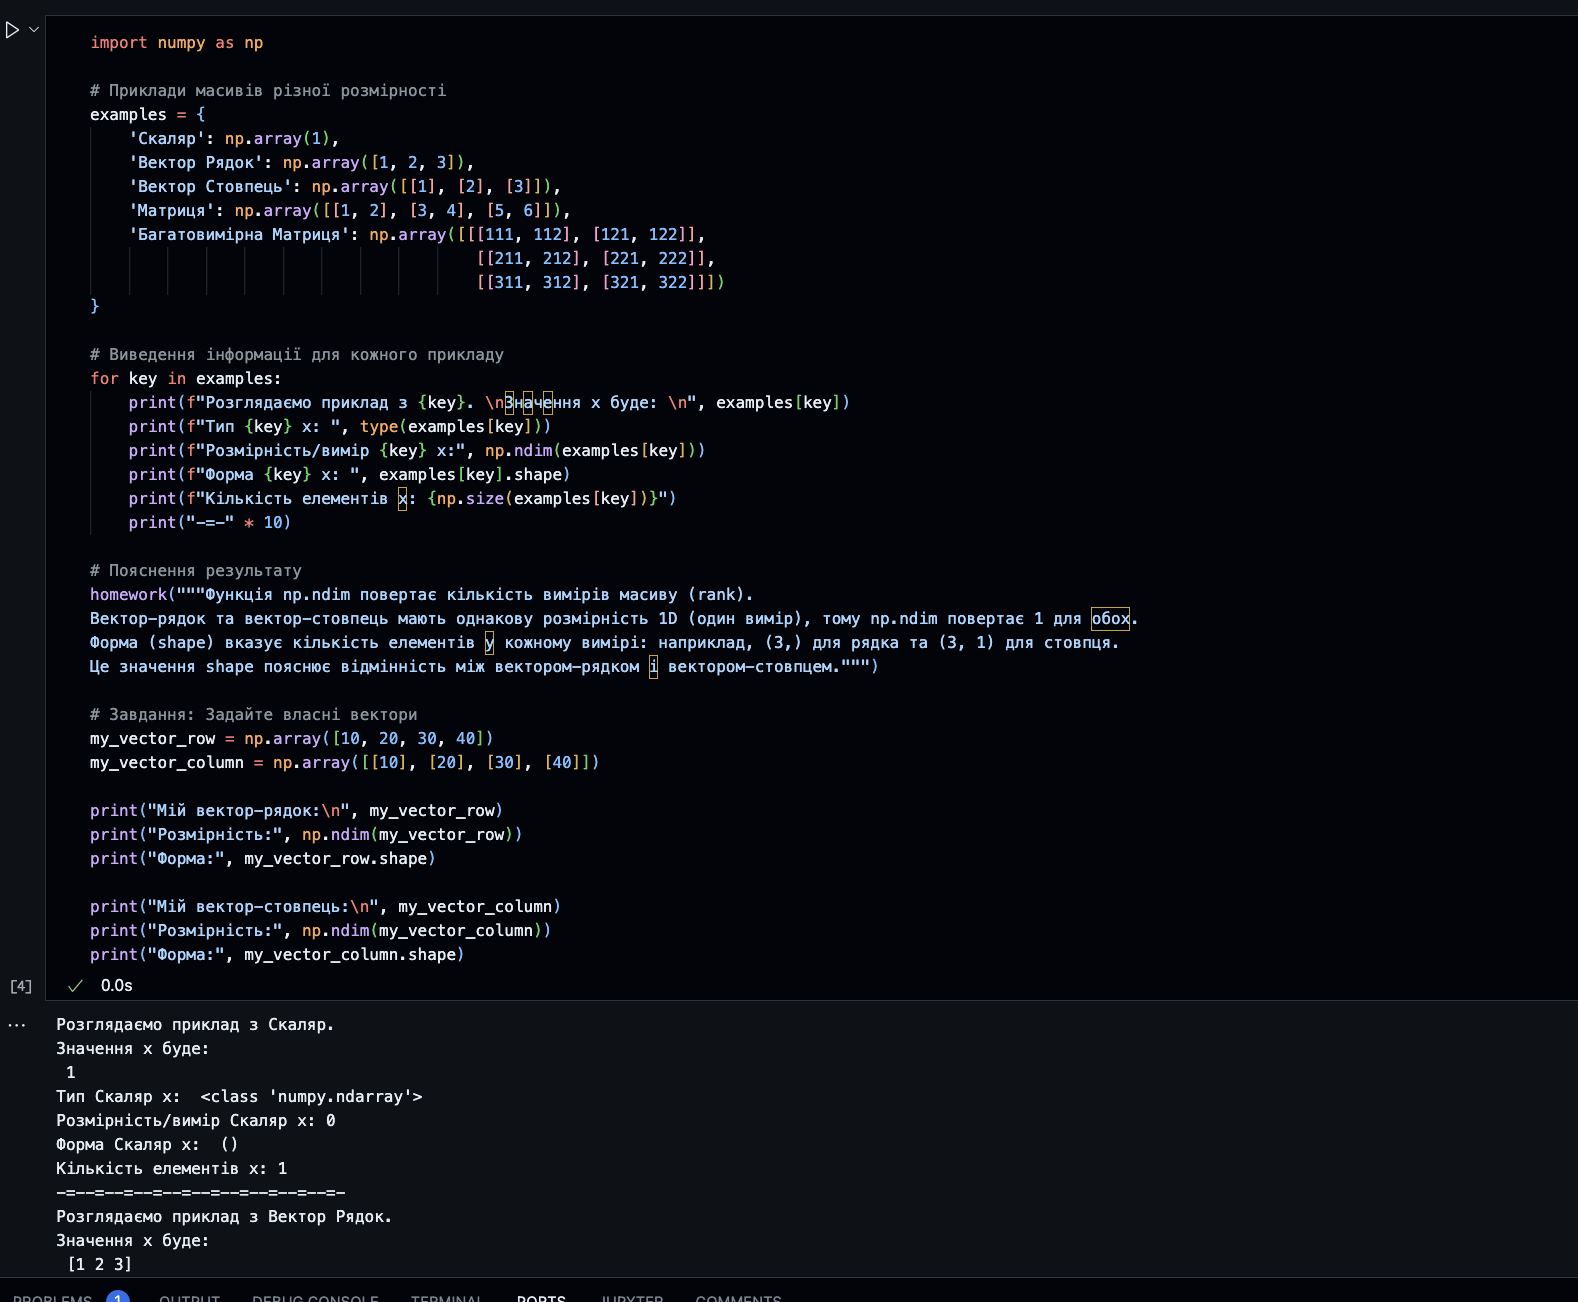 import numpy as np
# Приклади масивів різної розмірності
examples = {
    'Скаляр': np.array(1),
    'Вектор Рядок': np.array([1, 2, 3]),
    'Вектор Стовпець': np.array([[1], [2], [3]]),
    'Матриця': np.array([[1, 2], [3, 4], [5, 6]]),
    'Багатовимірна Матриця': np.array([[[111, 112], [121, 122]],
                                        [[211, 212], [221, 222]],
                                        [[311, 312], [321, 322]]])
}
# Виведення інформації для кожного прикладу
for key in examples:
    print(f"Розглядаємо приклад з {key}. \nЗначення x буде: \n", examples[key])
    print(f"Тип {key} x: ", type(examples[key]))
    print(f"Розмірність/вимір {key} x:", np.ndim(examples[key]))
    print(f"Форма {key} x: ", examples[key].shape)
    print(f"Кількість елементів х: {np.size(examples[key])}")
    print("-=-" * 10)
# Пояснення результату
homework("""Функція np.ndim повертає кількість вимірів масиву (rank).
Вектор-рядок та вектор-стовпець мають однакову розмірність 1D (один вимір), тому np.ndim повертає 1 для обох.
Форма (shape) вказує кількість елементів у кожному вимірі: наприклад, (3,) для рядка та (3, 1) для стовпця.
Це значення shape пояснює відмінність між вектором-рядком і вектором-стовпцем.""")
# Завдання: Задайте власні вектори
my_vector_row = np.array([10, 20, 30, 40])
my_vector_column = np.array([[10], [20], [30], [40]])
print("Мій вектор-рядок:\n", my_vector_row)
print("Розмірність:", np.ndim(my_vector_row))
print("Форма:", my_vector_row.shape)
print("Мій вектор-стовпець:\n", my_vector_column)
print("Розмірність:", np.ndim(my_vector_column))
print("Форма:", my_vector_column.shape)
[4] 0.0s
... Розглядаємо приклад з Скаляр.
Значення x буде:
 1
Тип Скаляр x:  <class 'numpy.ndarray'>
Розмірність/вимір Скаляр x: 0
Форма Скаляр x:  ()
Кількість елементів х: 1
-=--=--=--=--=--=--=--=--=--=-
Розглядаємо приклад з Вектор Рядок.
Значення x буде:
 [1 2 3]
PROBLEMS 1 OUTPUT DEBUG CONSOLE TERMINAL PORTS JUPYTER COMMENTS